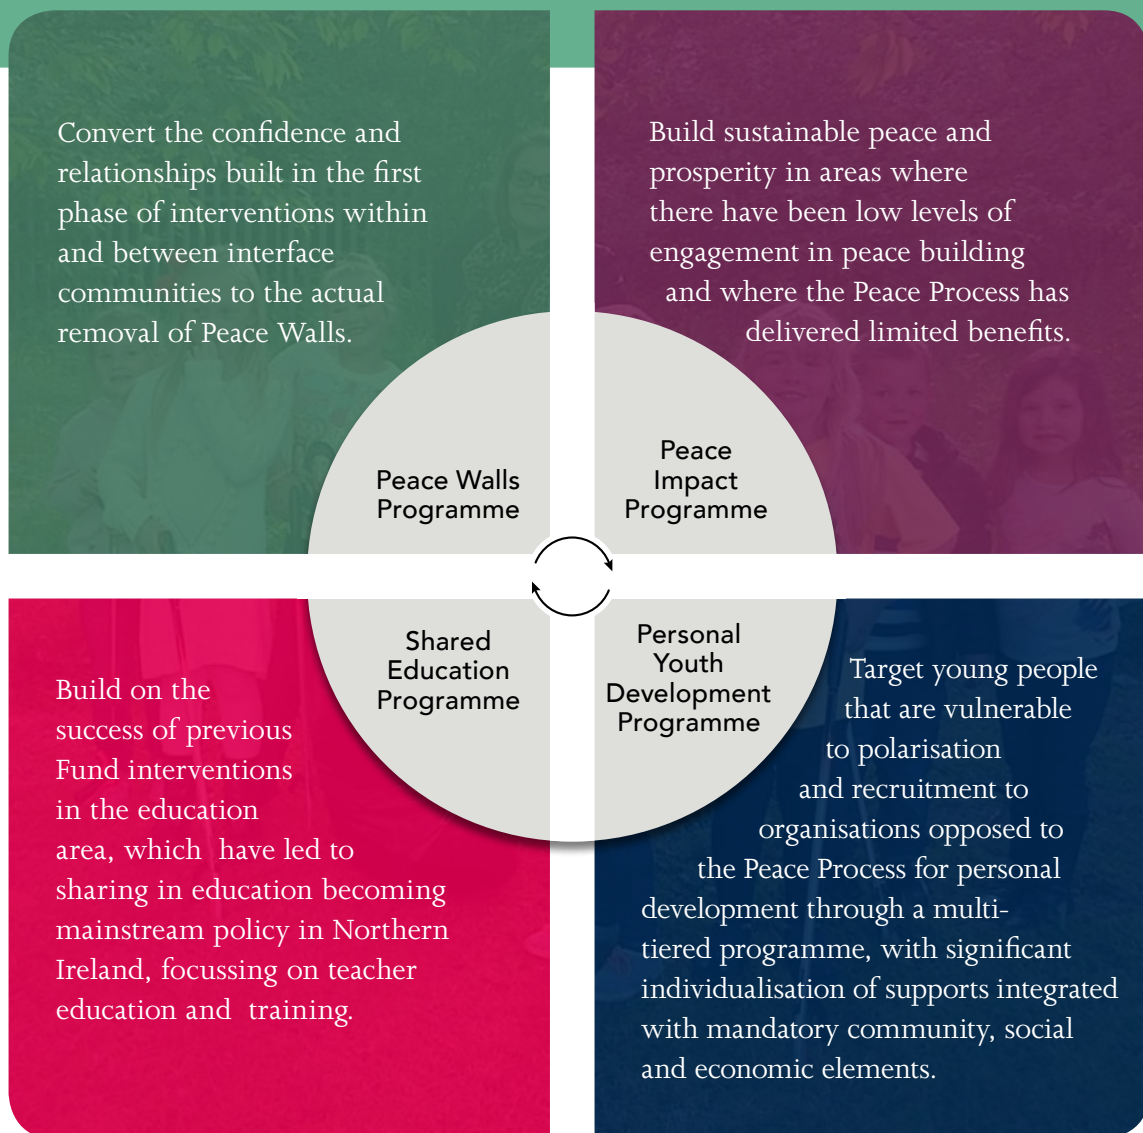 Convert the confidence and
relationships built in the first
phase of interventions within
and between interface
communities to the actual
removal of Peace Walls.
Build sustainable peace and
prosperity in areas where
there have been low levels of
engagement in peace building
and where the Peace Process has
delivered limited benefits.
Peace Walls
Programme
Peace
Impact
Programme
Shared
Education
Programme
Personal
Youth
Development
Programme
Build on the
success of previous
Fund interventions
in the education
area, which have led to
sharing in education becoming
mainstream policy in Northern
Ireland, focussing on teacher
education and training.
Target young people
that are vulnerable
to polarisation
and recruitment to
organisations opposed to
the Peace Process for personal
development through a multi-
tiered programme, with significant
individualisation of supports integrated
with mandatory community, social
and economic elements.